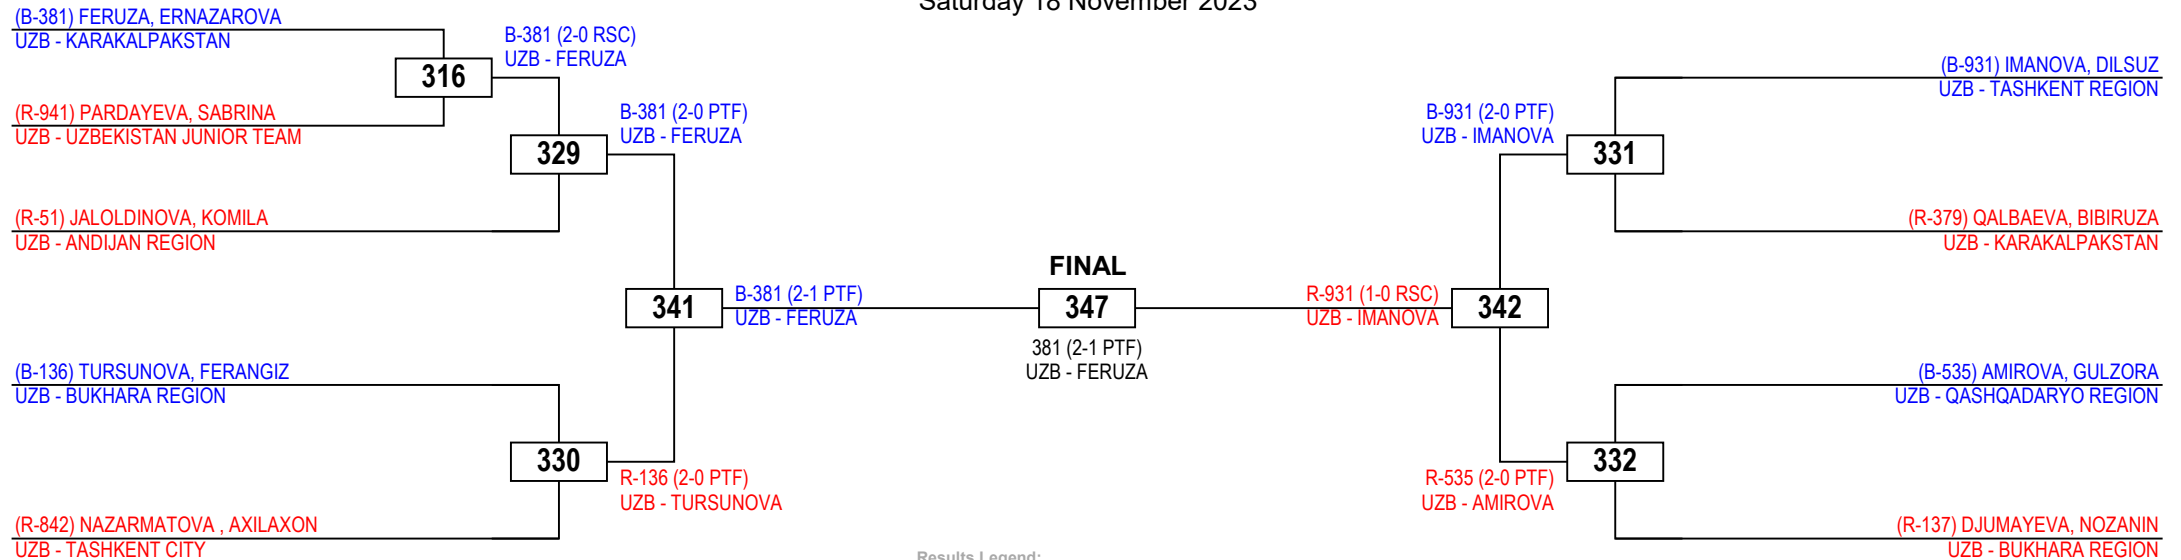 Saturday 18 November 2023
(B-381) FERUZA, ERNAZAROVA
UZB - KARAKALPAKSTAN
316
B-381 (2-0 RSC)
UZB - FERUZA
(R-941) PARDAYEVA, SABRINA
UZB - UZBEKISTAN JUNIOR TEAM
329
B-381 (2-0 PTF)
UZB - FERUZA
(R-51) JALOLDINOVA, KOMILA
UZB - ANDIJAN REGION
341
B-381 (2-1 PTF)
UZB - FERUZA
(B-136) TURSUNOVA, FERANGIZ
UZB - BUKHARA REGION
330
R-136 (2-0 PTF)
UZB - TURSUNOVA
(R-842) NAZARMATOVA , AXILAXON
UZB - TASHKENT CITY
FINAL
347
381 (2-1 PTF)
UZB - FERUZA
(B-931) IMANOVA, DILSUZ
UZB - TASHKENT REGION
B-931 (2-0 PTF)
UZB - IMANOVA
331
(R-379) QALBAEVA, BIBIRUZA
UZB - KARAKALPAKSTAN
R-931 (1-0 RSC)
UZB - IMANOVA
342
(B-535) AMIROVA, GULZORA
UZB - QASHQADARYO REGION
332
R-535 (2-0 PTF)
UZB - AMIROVA
(R-137) DJUMAYEVA, NOZANIN
UZB - BUKHARA REGION
Results Legend: